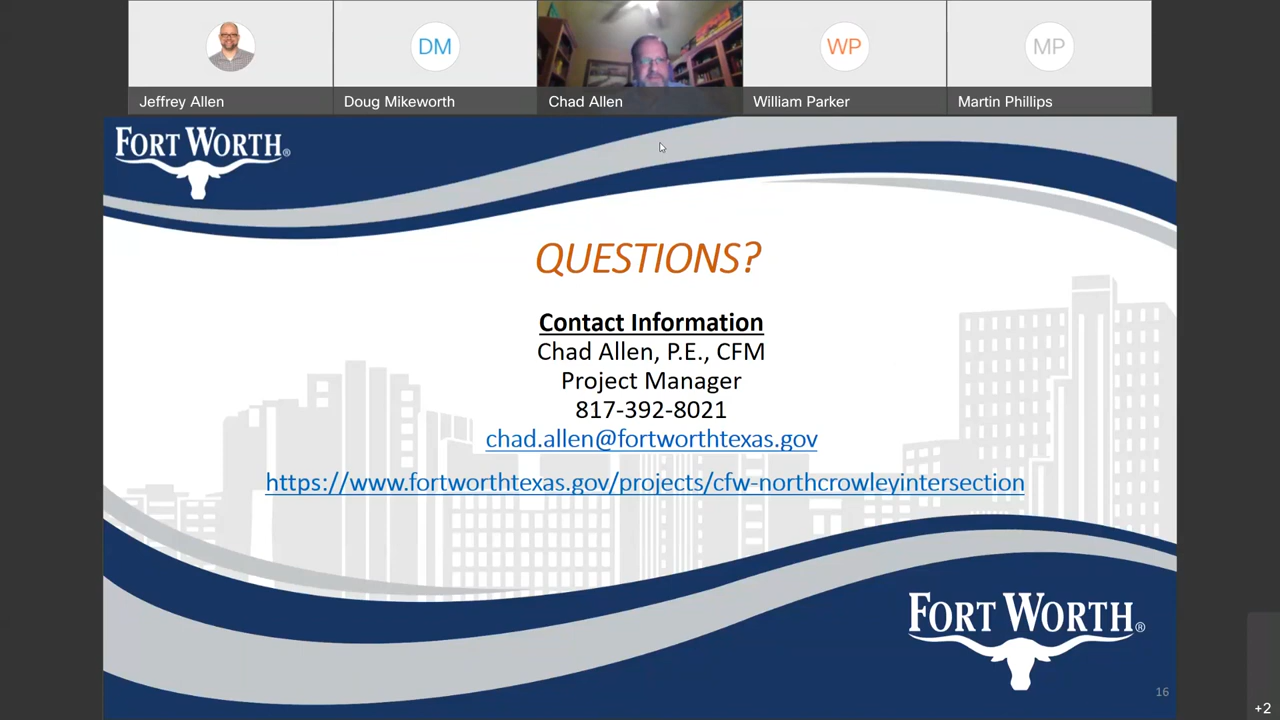 DM
WP
MP
Jeffrey Allen
Doug Mikeworth
Chad Allen
William Parker
Martin Phillips
FORT WORTH®
QUESTIONS?
Contact Information
Chad Allen, P.E., CFM
Project Manager
817-392-8021
chad.allen@fortworthtexas.gov
https://www.fortworthtexas.gov/projects/cfw-northcrowleyintersection
FORT WORTH®
16
+2